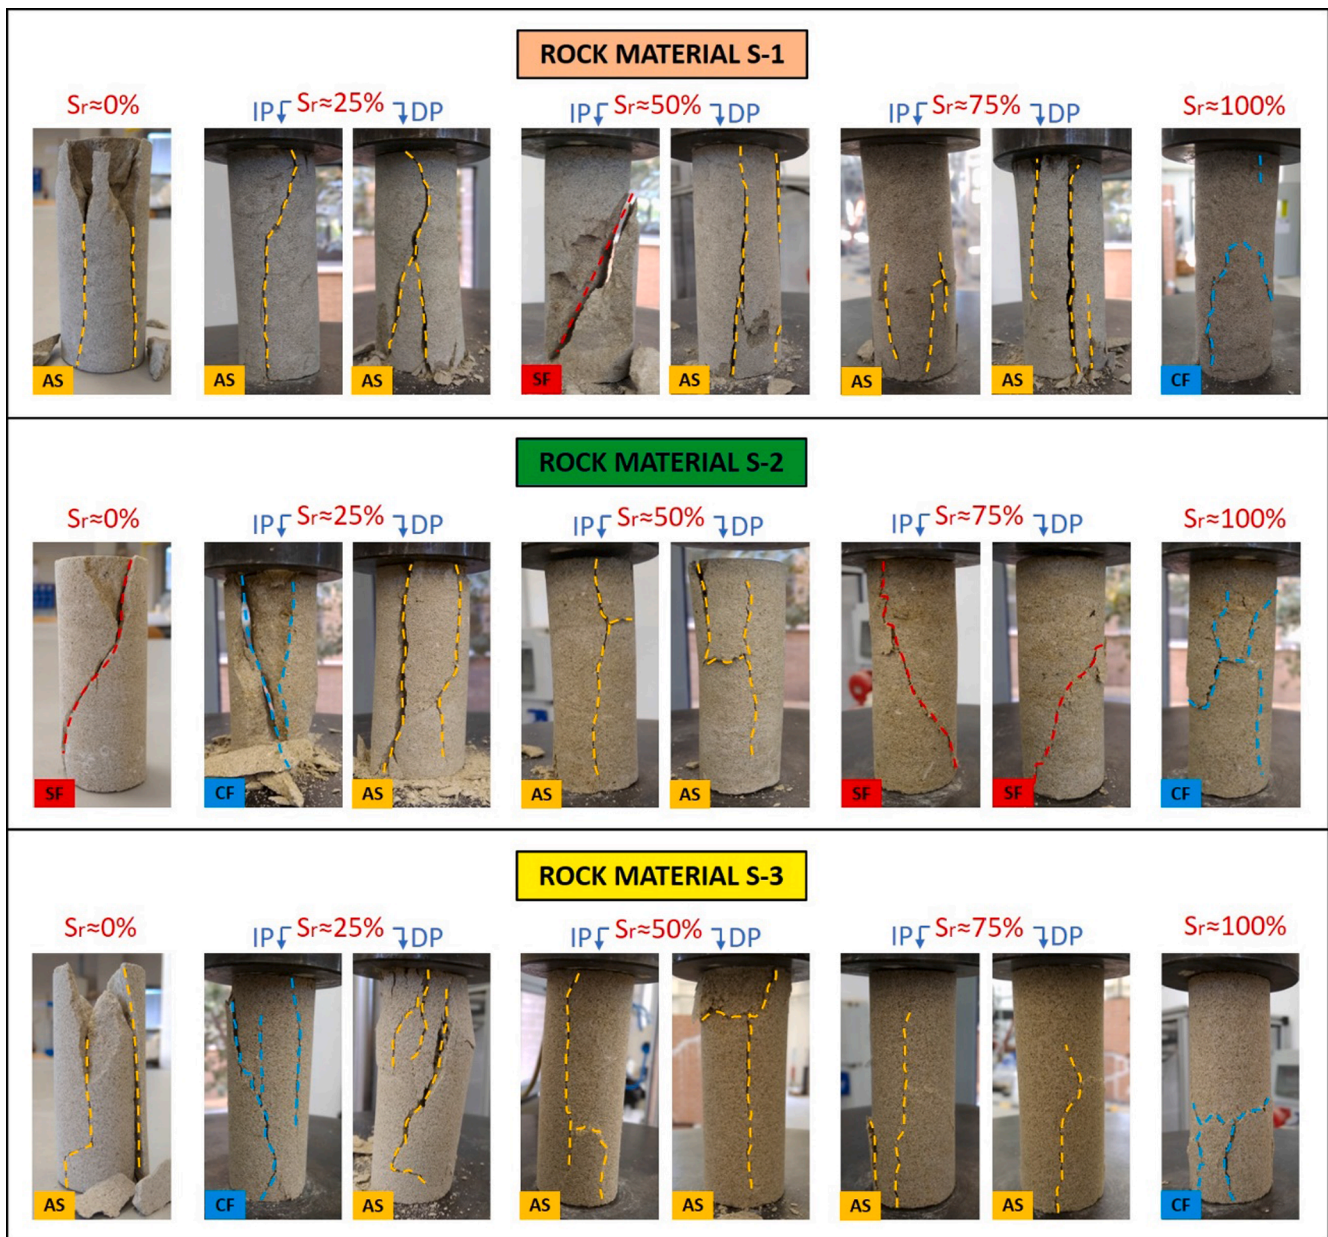 ROCK MATERIAL S-1
Sr≈0%
IP Sr≈25% DP
IP Sr≈50% DP
IP Sr≈75% DP
Sr≈100%
AS AS AS SF AS AS AS CF
ROCK MATERIAL S-2
Sr≈0%
IP Sr≈25% DP
IP Sr≈50% DP
IP Sr≈75% DP
Sr≈100%
SF CF AS AS AS SF SF CF
ROCK MATERIAL S-3
Sr≈0%
IP Sr≈25% DP
IP Sr≈50% DP
IP Sr≈75% DP
Sr≈100%
AS CF AS AS AS AS AS CF